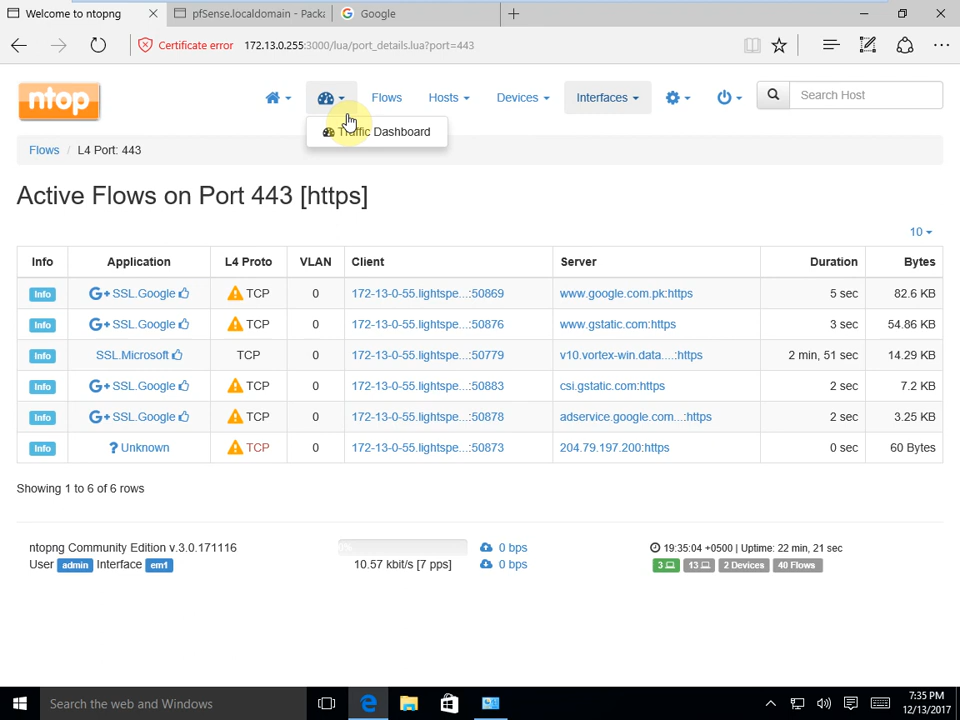 Welcome to ntopng
pfSense.localdomain - Packa
Google
Certificate error
172.13.0.255:3000/lua/port_details.lua?port=443
ntop
Flows
Hosts
Devices
Interfaces
Search Host
Traffic Dashboard
Flows / L4 Port: 443
Active Flows on Port 443 [https]
10
Info Application L4 Proto VLAN Client Server Duration Bytes
Info SSL.Google TCP 0 172-13-0-55.lightspe...:50869 www.google.com.pk:https 5 sec 82.6 KB
Info SSL.Google TCP 0 172-13-0-55.lightspe...:50876 www.gstatic.com:https 3 sec 54.86 KB
Info SSL.Microsoft TCP 0 172-13-0-55.lightspe...:50779 v10.vortex-win.data....:https 2 min, 51 sec 14.29 KB
Info SSL.Google TCP 0 172-13-0-55.lightspe...:50883 csi.gstatic.com:https 2 sec 7.2 KB
Info SSL.Google TCP 0 172-13-0-55.lightspe...:50878 adservice.google.com...:https 2 sec 3.25 KB
Info ? Unknown TCP 0 172-13-0-55.lightspe...:50873 204.79.197.200:https 0 sec 60 Bytes
Showing 1 to 6 of 6 rows
ntopng Community Edition v.3.0.171116
User admin Interface em1
10.57 kbit/s [7 pps]
0 bps
0 bps
19:35:04 +0500 | Uptime: 22 min, 21 sec
3 13 2 Devices 40 Flows
Search the web and Windows
7:35 PM
12/13/2017